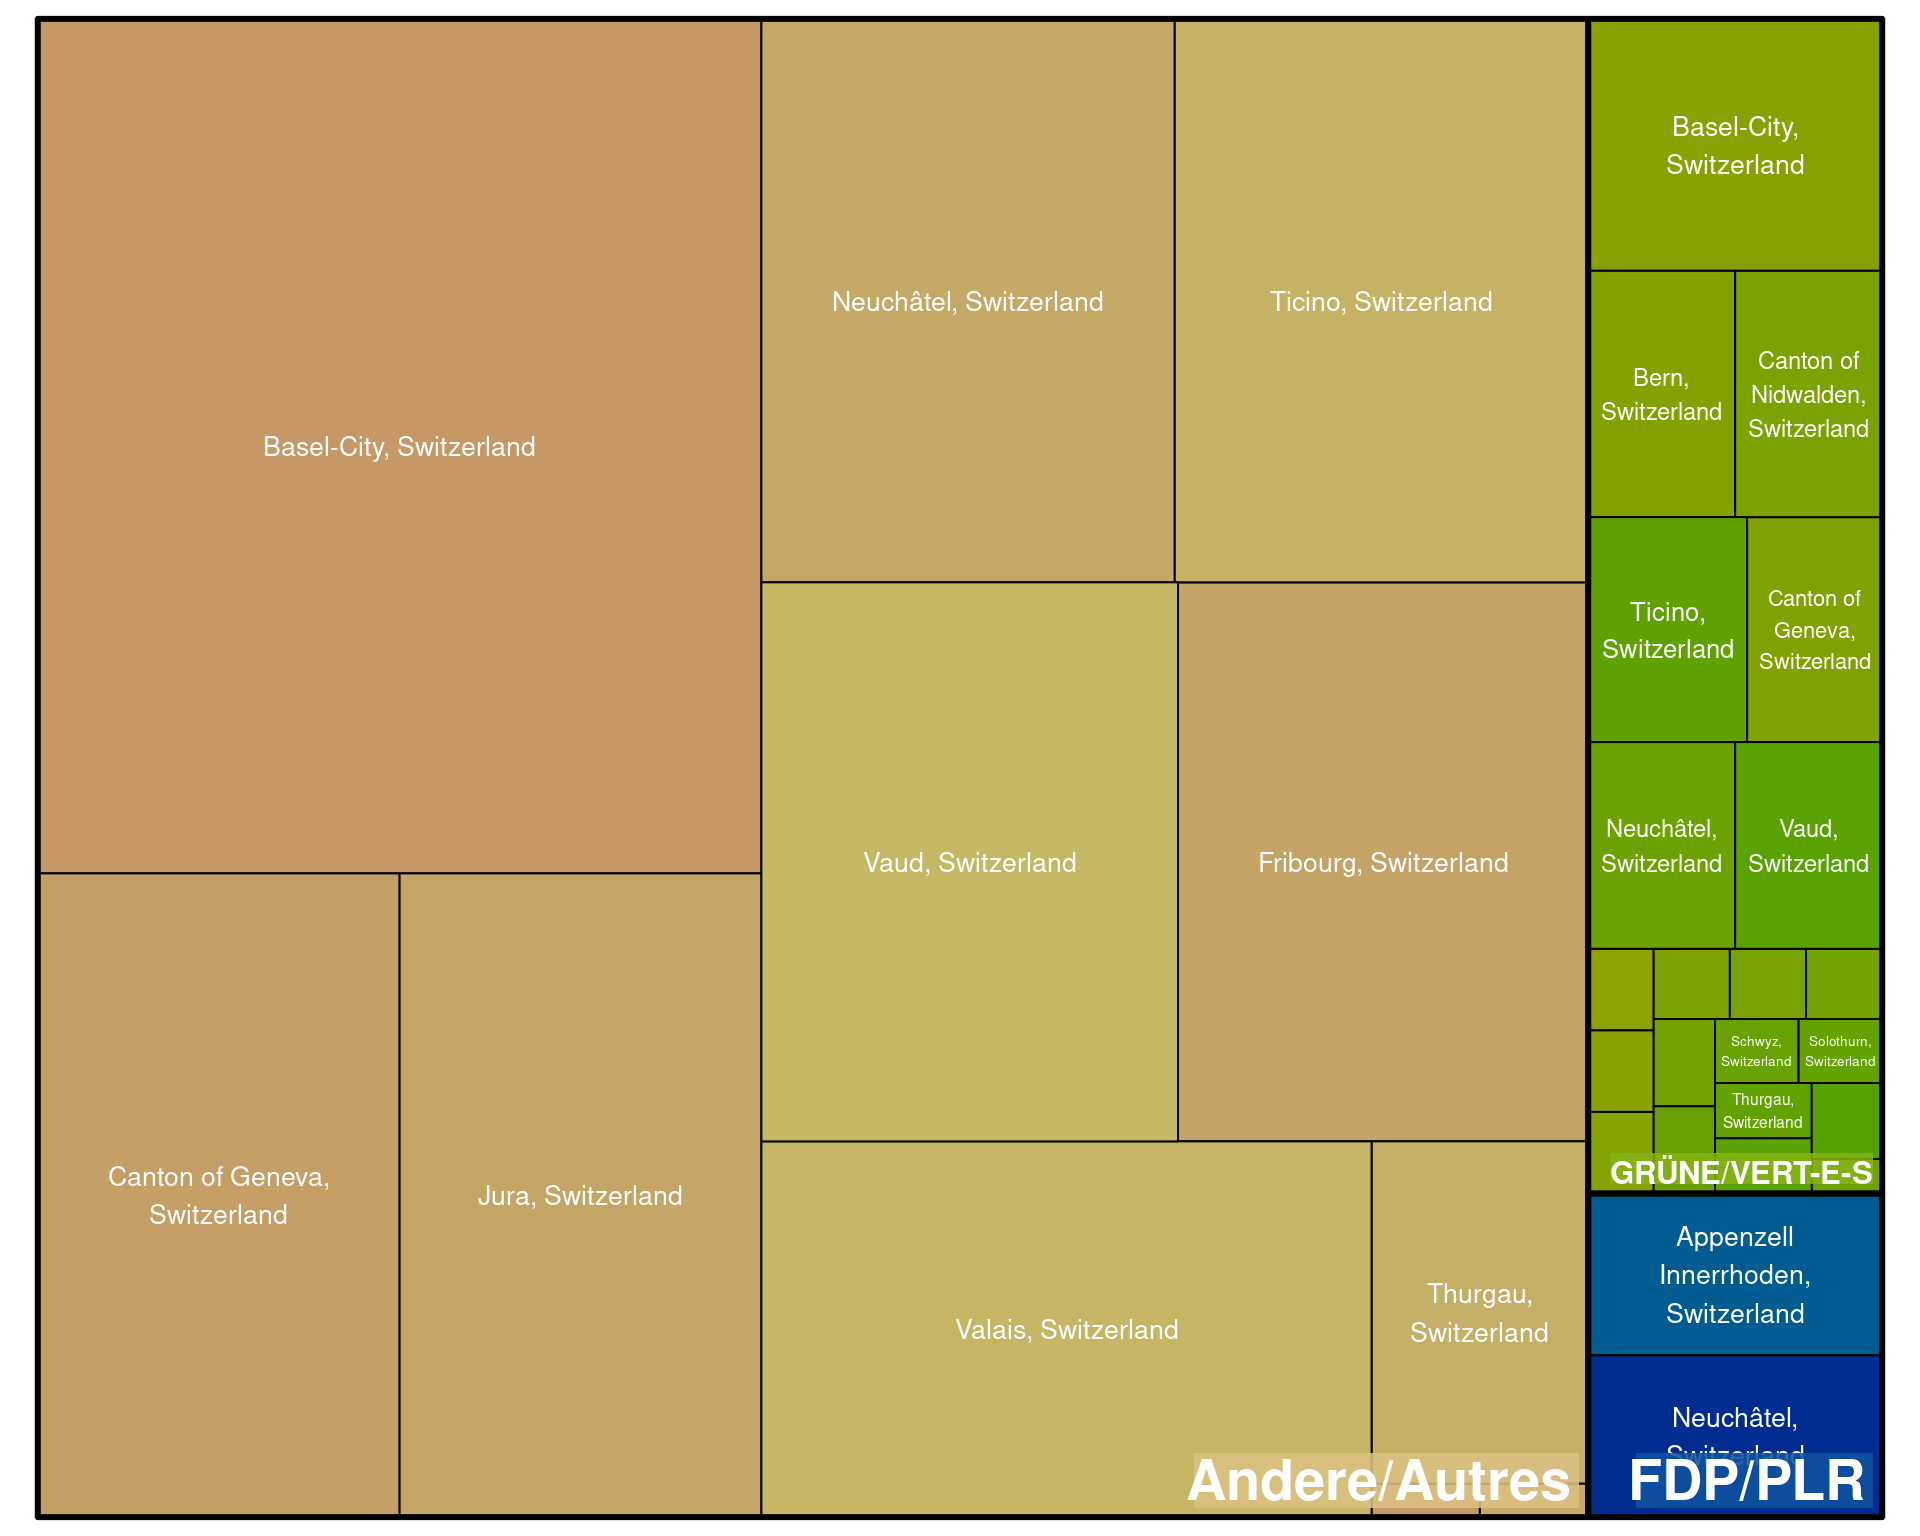 Basel-City, Switzerland
Canton of Geneva,
Switzerland
Jura, Switzerland
Neuchâtel, Switzerland
Ticino, Switzerland
Vaud, Switzerland
Fribourg, Switzerland
Valais, Switzerland
Thurgau,
Switzerland
Andere/Autres
Basel-City,
Switzerland
Bern,
Switzerland
Canton of
Nidwalden,
Switzerland
Ticino,
Switzerland
Canton of
Geneva,
Switzerland
Neuchâtel,
Switzerland
Vaud,
Switzerland
Schwyz,
Switzerland
Solothurn,
Switzerland
Thurgau,
Switzerland
GRÜNE/VERT-E-S
Appenzell
Innerrhoden,
Switzerland
Neuchâtel,
Switzerland
FDP/PLR